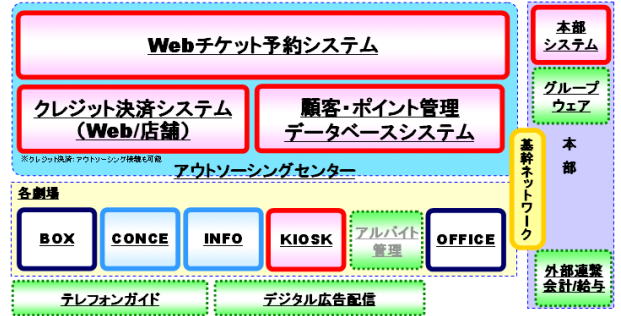 Webチケット予約システム
クレジット決済システム
（Web/店舗）
顧客・ポイント管理
データベースシステム
※クレジット決済:アウトソーシング接続も可能
アウトソーシングセンター
各劇場
BOX
CONCE
INFO
KIOSK
アルバイト
管理
OFFICE
テレフォンガイド
デジタル広告配信
基幹ネットワーク
本部
システム
グループ
ウェア
本部
外部連繋
会計/給与